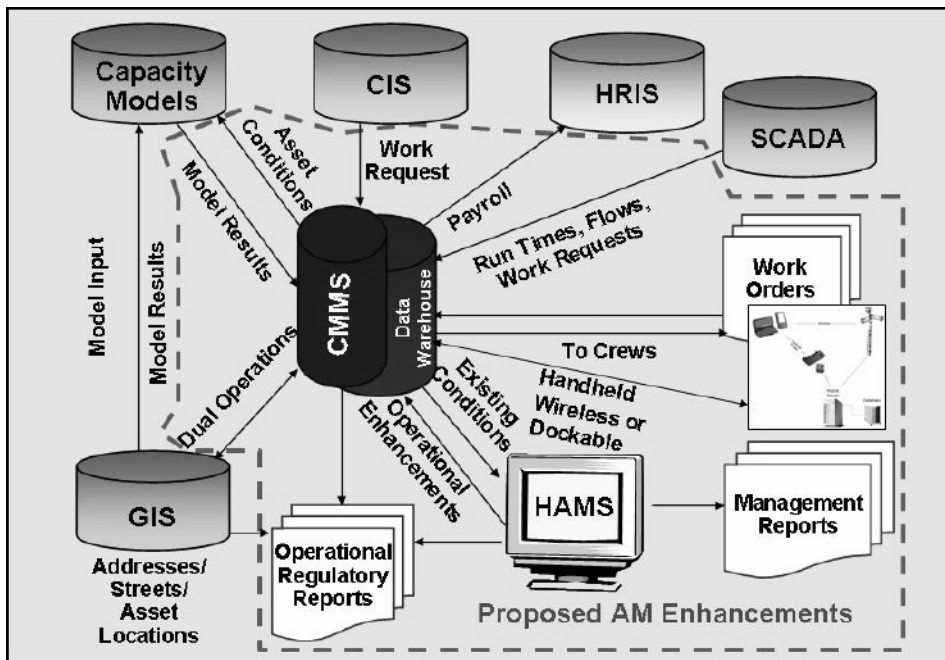 Capacity
Models
CIS
HRIS
SCADA
Asset
Conditions
Work
Request
Model Results
Payroll
Run Times, Flows,
Work Requests
Model Input
Model Results
CMMS
Data
Warehouse
Work
Orders
To Crews
Handheld
Wireless or
Dockable
Dual Operations
Existing
Conditions
Operational
Enhancements
GIS
Addresses/
Streets/
Asset
Locations
Operational
Regulatory
Reports
HAMS
Management
Reports
Proposed AM Enhancements